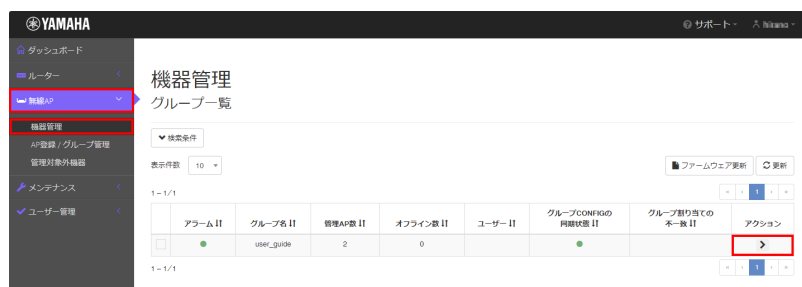 YAMAHA
サポート
ダッシュボード
ルーター
無線AP
機器管理
AP登録 / グループ管理
管理対象外機器
メンテナンス
ユーザー管理
機器管理
グループ一覧
検索条件
表示件数 10
ファームウェア更新 更新
1 – 1 / 1
« ‹ 1 › »
アラーム グループ名 管理AP数 オフライン数 ユーザー グループCONFIGの同期状態 グループ割り当ての不一致 アクション
user_guide 2 0
1 – 1 / 1
« ‹ 1 › »